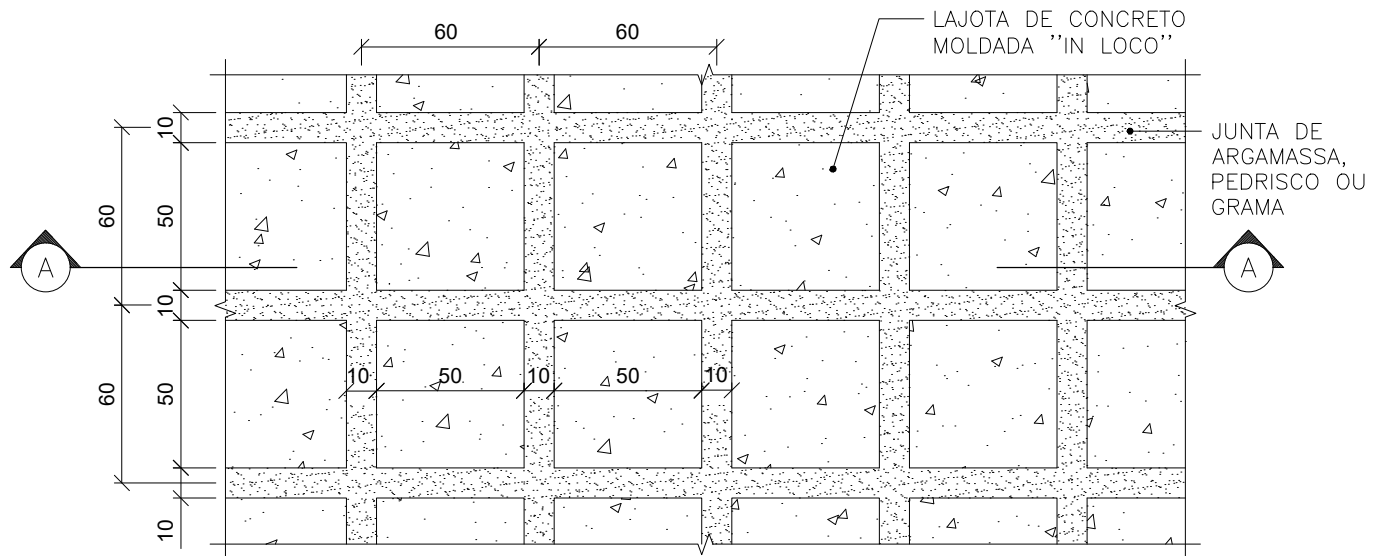 60
60
LAJOTA DE CONCRETO
MOLDADA "IN LOCO"
10
JUNTA DE
ARGAMASSA,
PEDRISCO OU
GRAMA
60
50
A
A
10
10
50
10
50
10
60
50
10